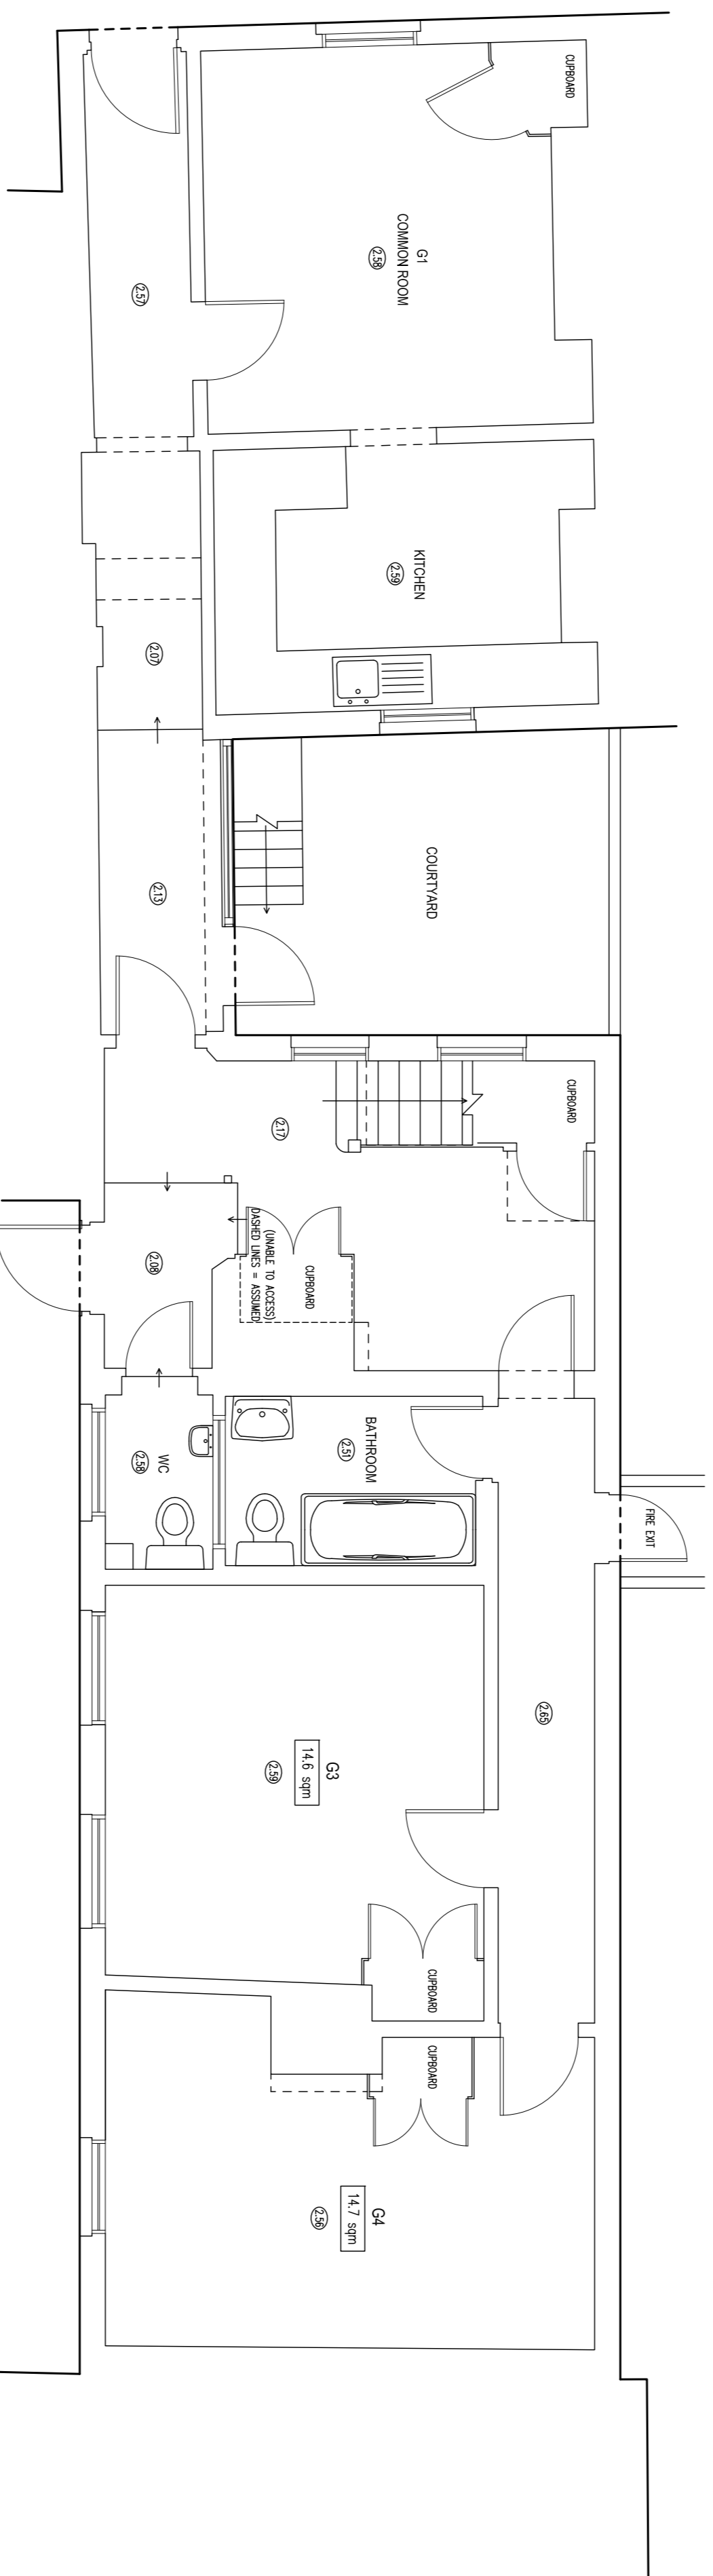 CUPBOARD
G1
COMMON ROOM
2.58
2.57
KITCHEN
2.59
2.07
COURTYARD
2.13
CUPBOARD
2.17
CUPBOARD
(UNABLE TO ACCESS)
DASHED LINES = ASSUMED
2.08
BATHROOM
2.51
WC
2.58
FIRE EXIT
2.65
G3
14.6 sqm
2.59
CUPBOARD
CUPBOARD
G4
14.7 sqm
2.56